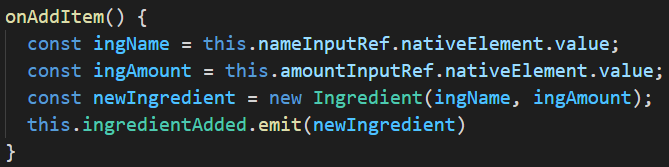 onAddItem() {
const ingName = this.nameInputRef.nativeElement.value;
const ingAmount = this.amountInputRef.nativeElement.value;
const newIngredient = new Ingredient(ingName, ingAmount);
this.ingredientAdded.emit(newIngredient)
}